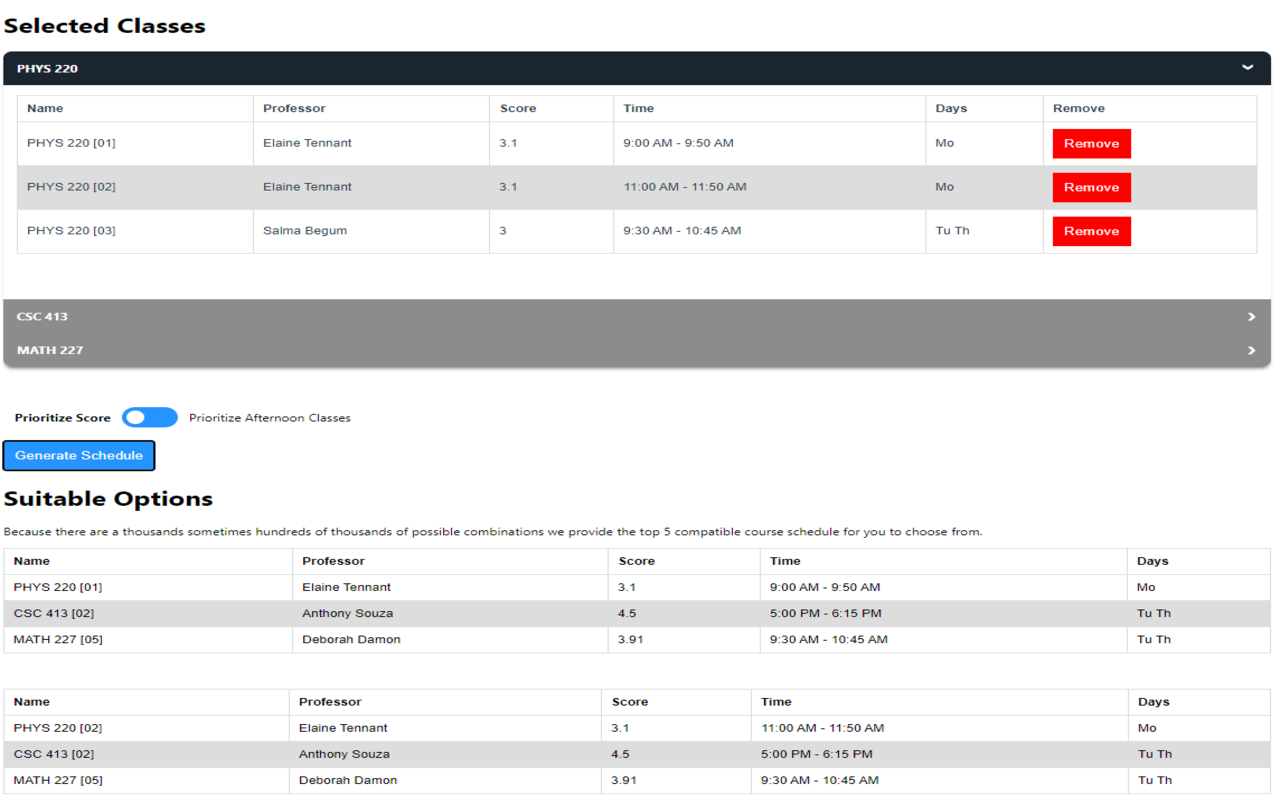 Selected Classes
PHYS 220
Name Professor Score Time Days Remove
PHYS 220 [01] Elaine Tennant 3.1 9:00 AM - 9:50 AM Mo Remove
PHYS 220 [02] Elaine Tennant 3.1 11:00 AM - 11:50 AM Mo Remove
PHYS 220 [03] Salma Begum 3 9:30 AM - 10:45 AM Tu Th Remove
CSC 413
MATH 227
Prioritize Score Prioritize Afternoon Classes
Generate Schedule
Suitable Options
Because there are a thousands sometimes hundreds of thousands of possible combinations we provide the top 5 compatible course schedule for you to choose from.
Name Professor Score Time Days
PHYS 220 [01] Elaine Tennant 3.1 9:00 AM - 9:50 AM Mo
CSC 413 [02] Anthony Souza 4.5 5:00 PM - 6:15 PM Tu Th
MATH 227 [05] Deborah Damon 3.91 9:30 AM - 10:45 AM Tu Th
Name Professor Score Time Days
PHYS 220 [02] Elaine Tennant 3.1 11:00 AM - 11:50 AM Mo
CSC 413 [02] Anthony Souza 4.5 5:00 PM - 6:15 PM Tu Th
MATH 227 [05] Deborah Damon 3.91 9:30 AM - 10:45 AM Tu Th